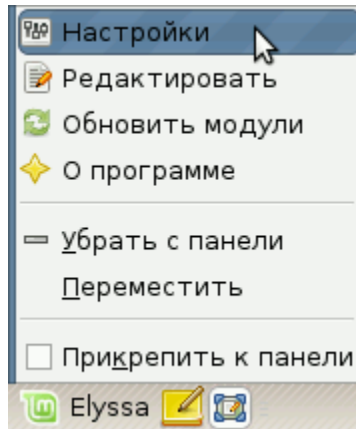 Настройки
Редактировать
Обновить модули
О программе
Убрать с панели
Переместить
Прикрепить к панели
Elyssa